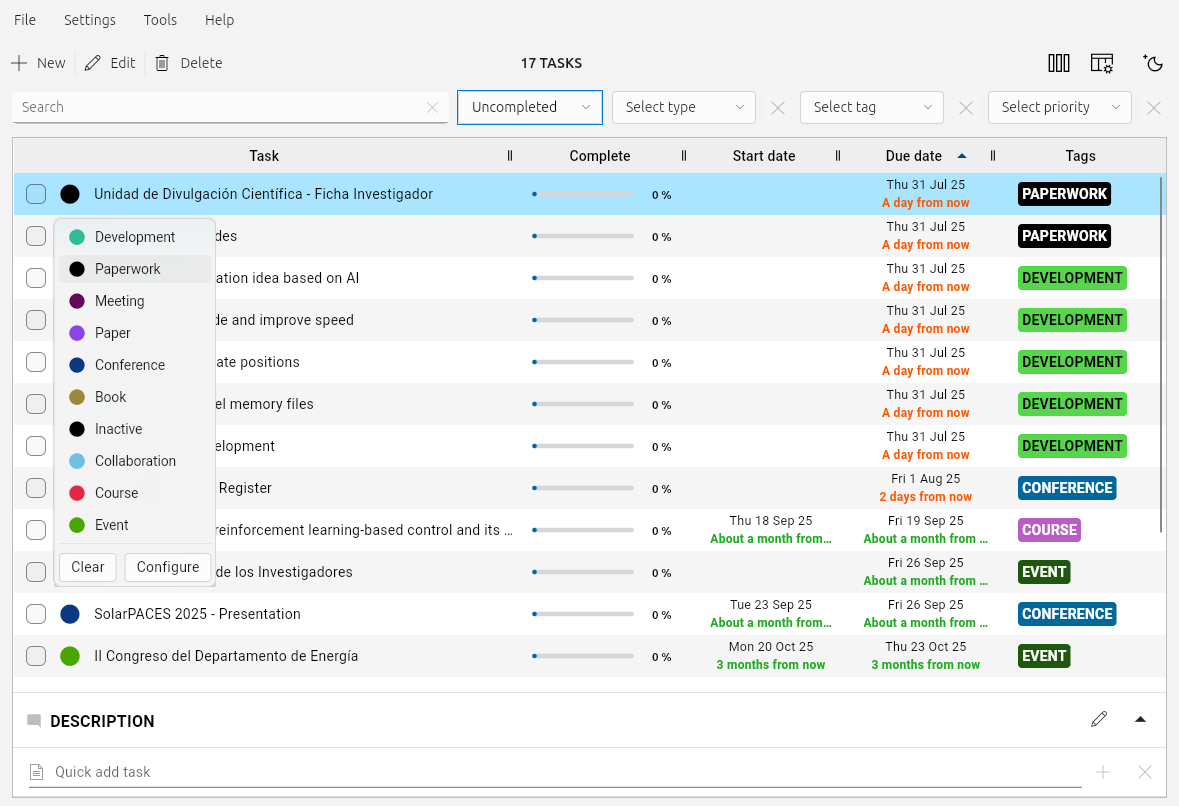 File Settings Tools Help
New Edit Delete 17 TASKS
Search Uncompleted Select type Select tag Select priority
Task Complete Start date Due date Tags
Unidad de Divulgación Científica - Ficha Investigador 0 % Thu 31 Jul 25 A day from now PAPERWORK
Development
des 0 % Thu 31 Jul 25 A day from now PAPERWORK
Paperwork
ation idea based on AI 0 % Thu 31 Jul 25 A day from now DEVELOPMENT
Meeting
de and improve speed 0 % Thu 31 Jul 25 A day from now DEVELOPMENT
Paper
ate positions 0 % Thu 31 Jul 25 A day from now DEVELOPMENT
Conference
Book
el memory files 0 % Thu 31 Jul 25 A day from now DEVELOPMENT
Inactive
elopment 0 % Thu 31 Jul 25 A day from now DEVELOPMENT
Collaboration
Register 0 % Fri 1 Aug 25 2 days from now CONFERENCE
Course
Event
reinforcement learning-based control and its ... 0 % Thu 18 Sep 25 About a month from... Fri 19 Sep 25 About a month from ... COURSE
Clear Configure
de los Investigadores 0 % Fri 26 Sep 25 About a month from ... EVENT
SolarPACES 2025 - Presentation 0 % Tue 23 Sep 25 About a month from... Fri 26 Sep 25 About a month from ... CONFERENCE
II Congreso del Departamento de Energía 0 % Mon 20 Oct 25 3 months from now Thu 23 Oct 25 3 months from now EVENT
DESCRIPTION
Quick add task